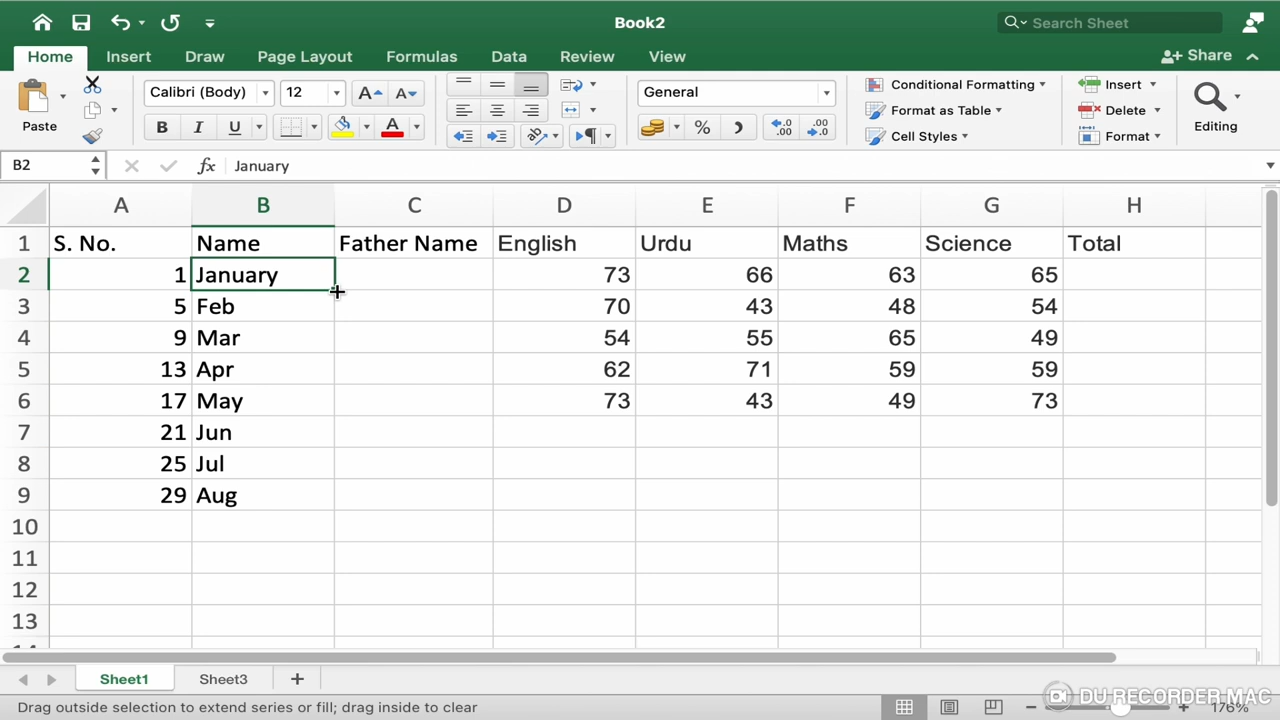 Book2
Search Sheet
Home Insert Draw Page Layout Formulas Data Review View Share
Paste
Calibri (Body) 12 A A
B I U A
General
%
Conditional Formatting
Format as Table
Cell Styles
Insert
Delete
Format
Editing
B2 fx January
A B C D E F G H
1 S. No. Name Father Name English Urdu Maths Science Total
2 1 January 73 66 63 65
3 5 Feb 70 43 48 54
4 9 Mar 54 55 65 49
5 13 Apr 62 71 59 59
6 17 May 73 43 49 73
7 21 Jun
8 25 Jul
9 29 Aug
10
11
12
13
Sheet1 Sheet3
Drag outside selection to extend series or fill; drag inside to clear
176%
DU RECORDER MAC